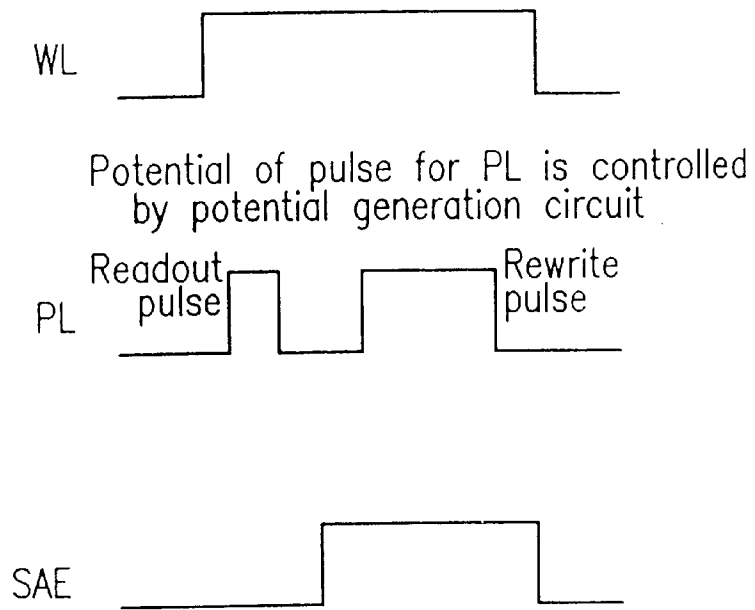 WL
Potential of pulse for PL is controlled
by potential generation circuit
Readout
pulse
Rewrite
pulse
PL
SAE